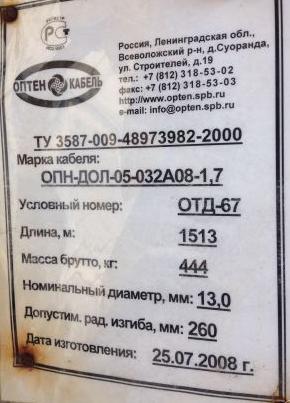 Россия, Ленинградская обл.,
Всеволожский р-н, д.Суоранда,
ул. Строителей, д.19
тел.: +7 (812) 318-53-02
факс: +7 (812) 318-53-03
http://www.opten.spb.ru
e-mail: info@opten.spb.ru
ОПТЕН КАБЕЛЬ
ТУ 3587-009-48973982-2000
Марка кабеля:
ОПН-ДОЛ-05-032А08-1,7
Условный номер: ОТД-67
Длина, м: 1513
Масса брутто, кг: 444
Номинальный диаметр, мм: 13,0
Допустим. рад. изгиба, мм: 260
Дата изготовления: 25.07.2008 г.